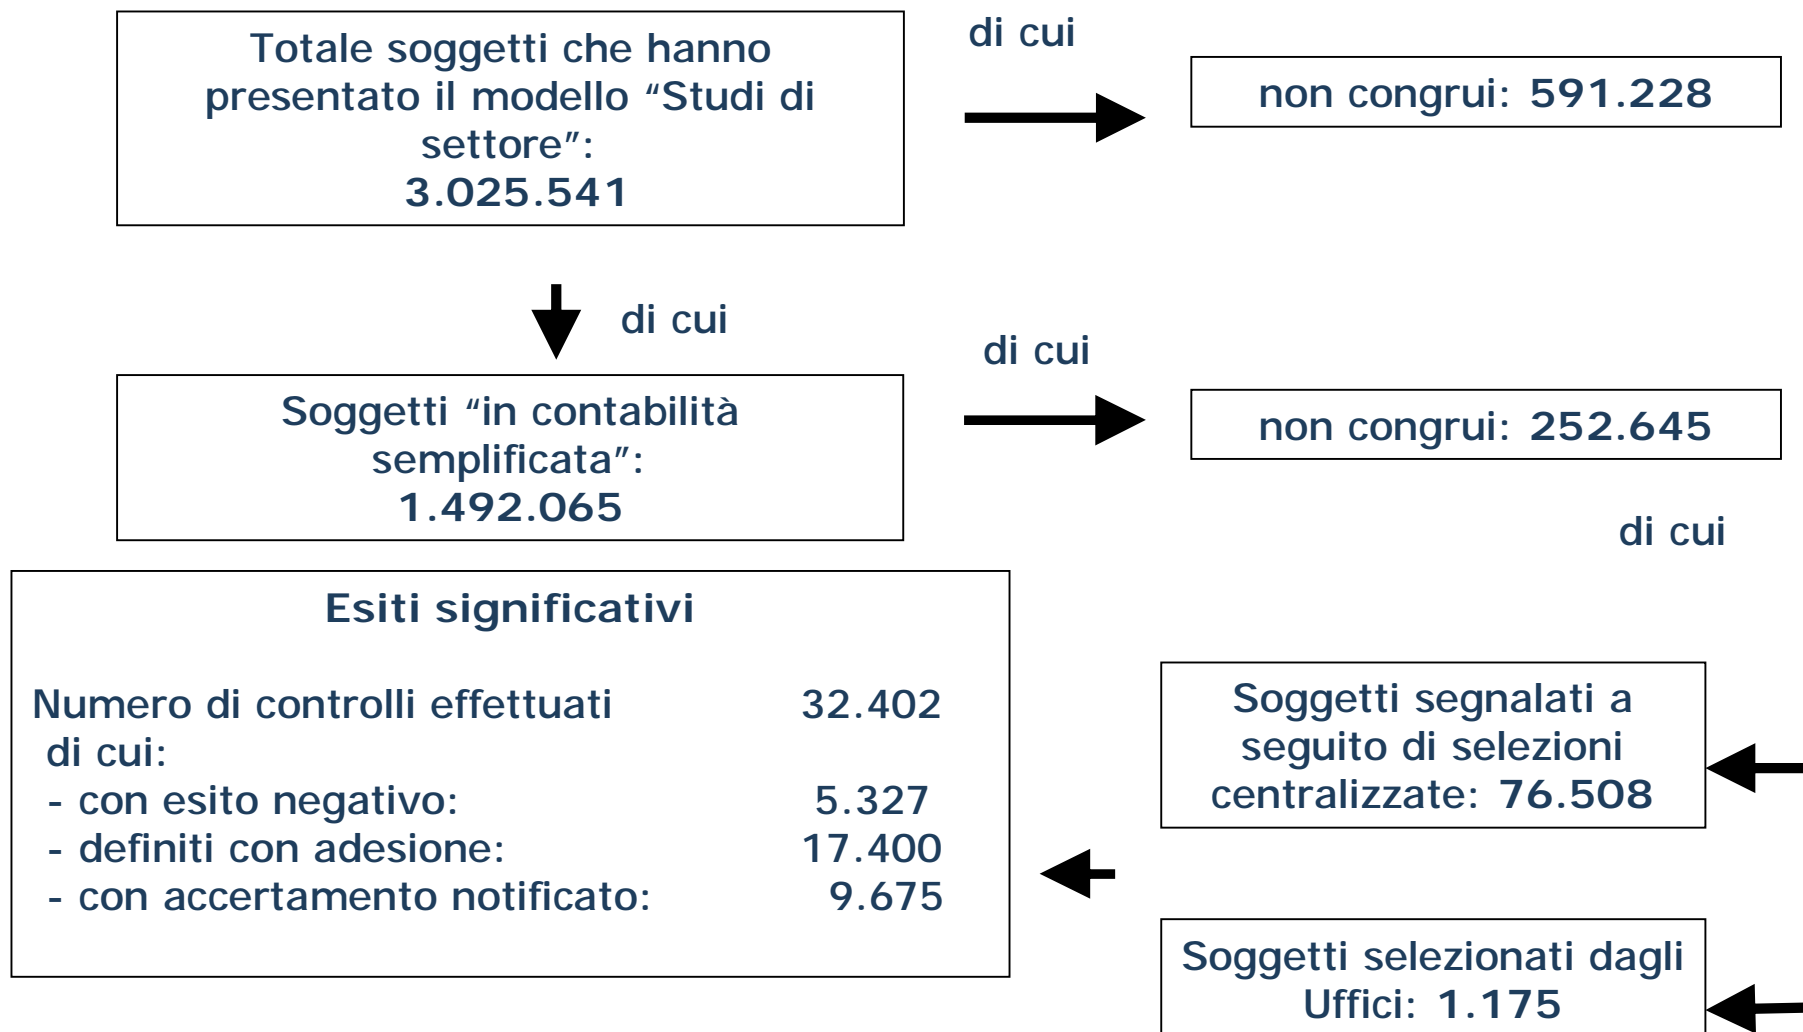 Totale soggetti che hanno
presentato il modello “Studi di
settore”:
3.025.541
di cui
non congrui: 591.228
di cui
Soggetti “in contabilità
semplificata”:
1.492.065
di cui
non congrui: 252.645
di cui
Esiti significativi
Numero di controlli effettuati 32.402
di cui:
- con esito negativo: 5.327
- definiti con adesione: 17.400
- con accertamento notificato: 9.675
Soggetti segnalati a
seguito di selezioni
centralizzate: 76.508
Soggetti selezionati dagli
Uffici: 1.175